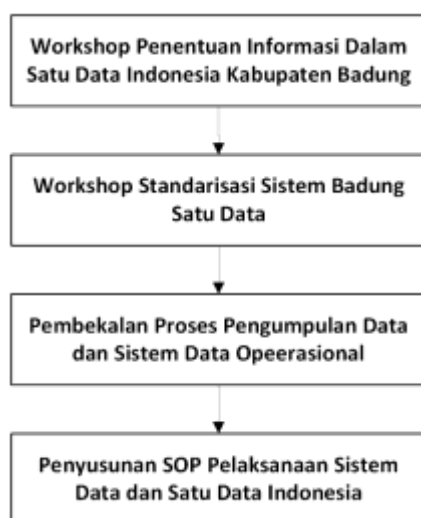 Workshop Penentuan Informasi Dalam
Satu Data Indonesia Kabupaten Badung
Workshop Standarisasi Sistem Badung
Satu Data
Pembekalan Proses Pengumpulan Data
dan Sistem Data Opeerasional
Penyusunan SOP Pelaksanaan Sistem
Data dan Satu Data Indonesia